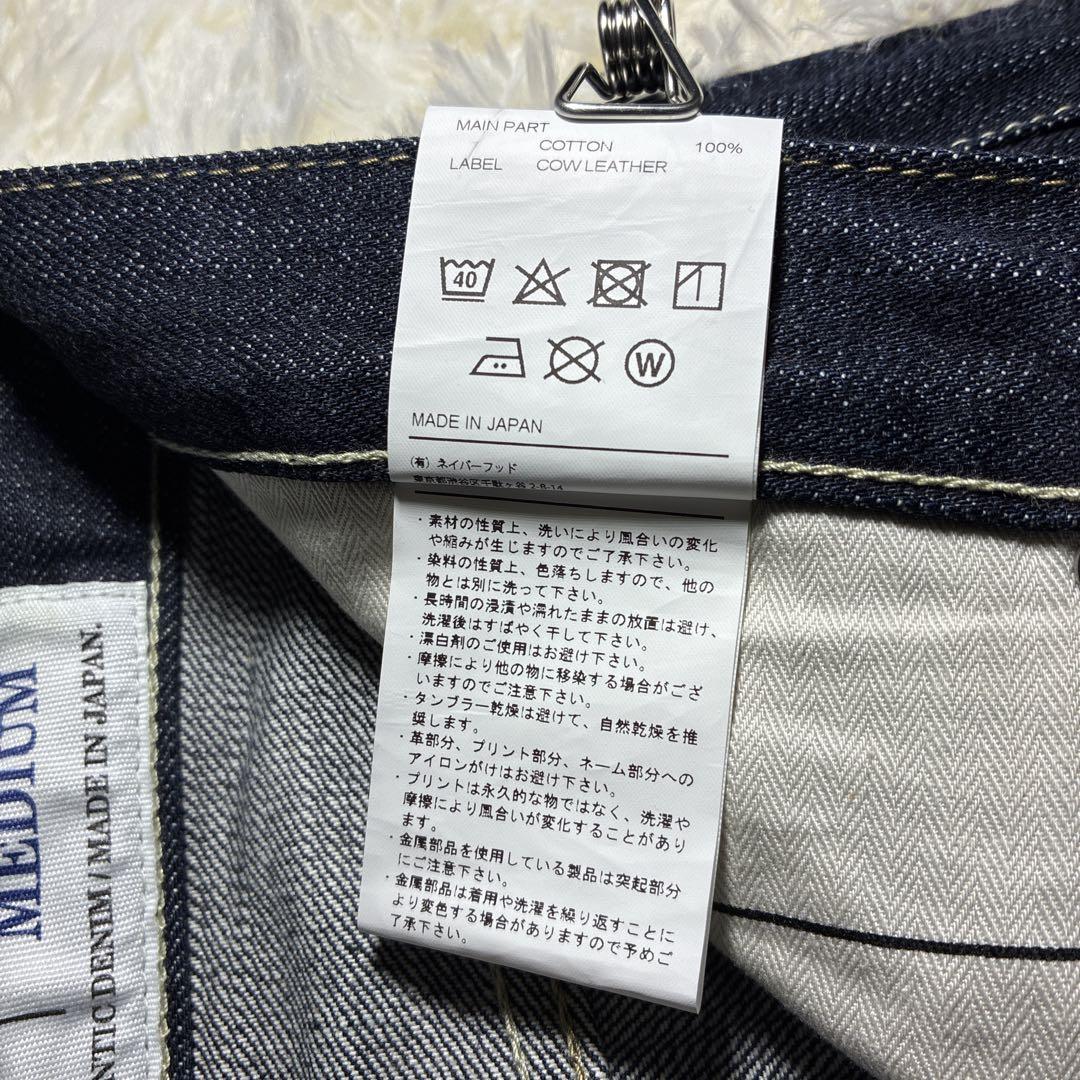 MAIN PART
COTTON 100%
LABEL COW LEATHER
40
W
MADE IN JAPAN
(有) ネイバーフッド
東京都渋谷区千駄ヶ谷2-8-14
・素材の性質上、洗いにより風合いの変化
や縮みが生じますのでご了承下さい。
・染料の性質上、色落ちしますので、他の
物とは別に洗って下さい。
・長時間の浸漬や濡れたままの放置は避け、
洗濯後はすばやく干して下さい。
・漂白剤のご使用はお避け下さい。
・摩擦により他の物に移染する場合がござ
いますのでご注意下さい。
・タンブラー乾燥は避けて、自然乾燥を推
奨します。
・革部分、プリント部分、ネーム部分への
アイロンがけはお避け下さい。
・プリントは永久的な物ではなく、洗濯や
摩擦により風合いが変化することがあり
ます。
・金属部品を使用している製品は突起部分
にご注意下さい。
・金属部品は着用や洗濯を繰り返すことに
より変色する場合がありますので予めご
了承下さい。
MEDIUM
ANTIC DENIM / MADE IN JAPAN.